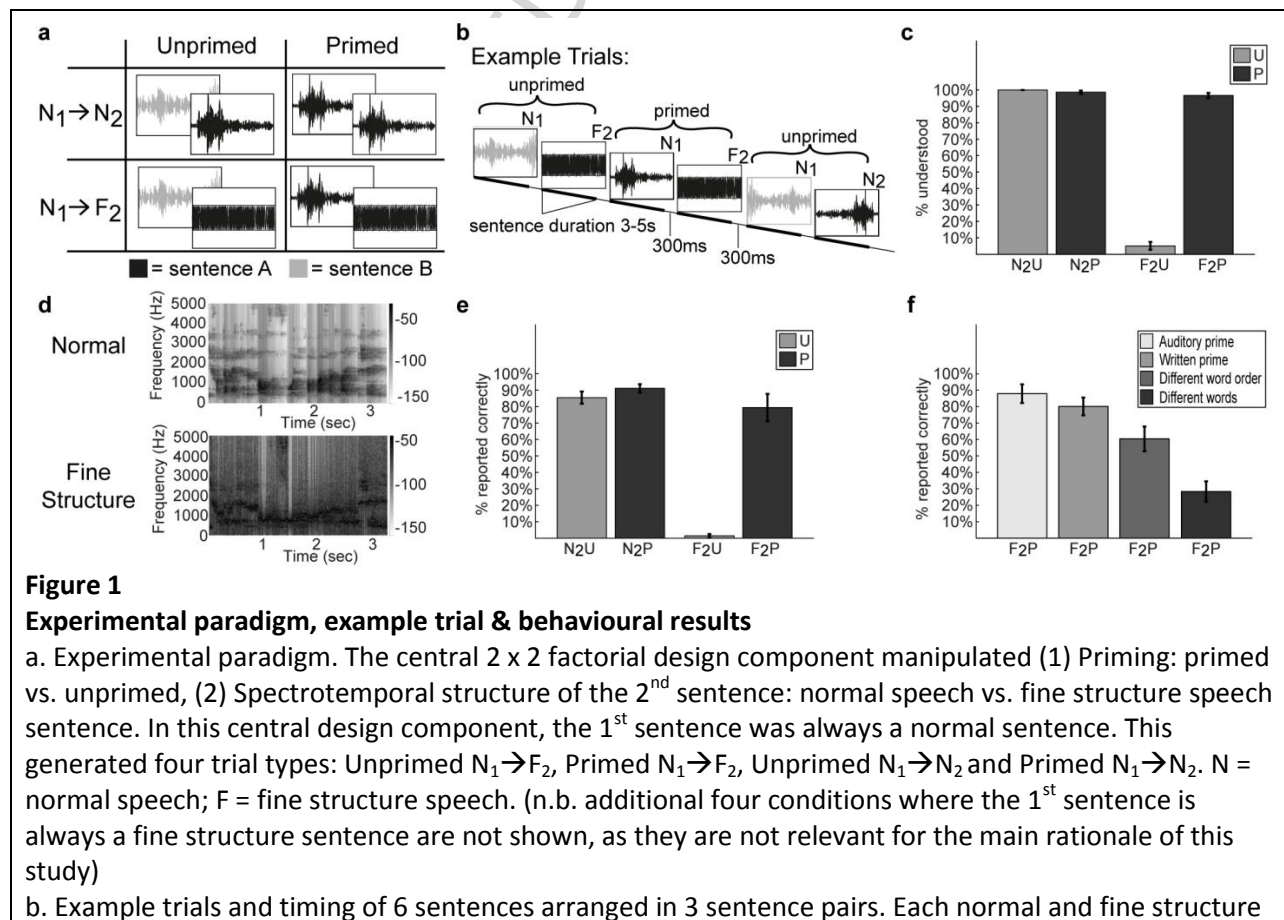 a
Unprimed Primed
N₁→N₂
N₁→F₂
■ = sentence A ■ = sentence B
b
Example Trials:
unprimed
N1
F2
primed
N1
F2
unprimed
N1
N2
sentence duration 3-5s
300ms
300ms
c
U
P
% understood
100%
90%
80%
70%
60%
50%
40%
30%
20%
10%
N2U N2P F2U F2P
d
Normal
Frequency (Hz)
5000
4000
3000
2000
1000
0
1 2 3
Time (sec)
-50
-100
-150
Fine
Structure
Frequency (Hz)
5000
4000
3000
2000
1000
0
1 2 3
Time (sec)
-50
-100
-150
e
U
P
% reported correctly
100%
90%
80%
70%
60%
50%
40%
30%
20%
10%
N2U N2P F2U F2P
f
Auditory prime
Written prime
Different word order
Different words
% reported correctly
100%
90%
80%
70%
60%
50%
40%
30%
20%
10%
F2P F2P F2P F2P
Figure 1
Experimental paradigm, example trial & behavioural results
a. Experimental paradigm. The central 2 x 2 factorial design component manipulated (1) Priming: primed
vs. unprimed, (2) Spectrotemporal structure of the 2nd sentence: normal speech vs. fine structure speech
sentence. In this central design component, the 1st sentence was always a normal sentence. This
generated four trial types: Unprimed N₁→F₂, Primed N₁→F₂, Unprimed N₁→N₂ and Primed N₁→N₂. N =
normal speech; F = fine structure speech. (n.b. additional four conditions where the 1st sentence is
always a fine structure sentence are not shown, as they are not relevant for the main rationale of this
study)
b. Example trials and timing of 6 sentences arranged in 3 sentence pairs. Each normal and fine structure